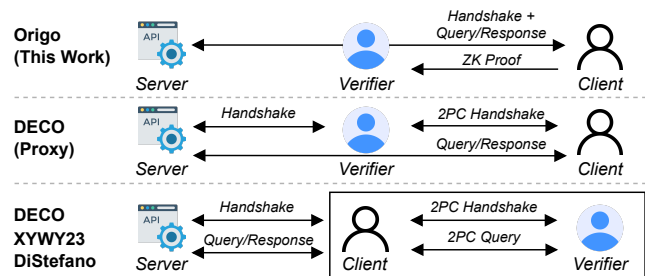 Origo
(This Work)
API
Server
Verifier
Handshake +
Query/Response
ZK Proof
Client
DECO
(Proxy)
API
Server
Handshake
Verifier
2PC Handshake
Query/Response
Client
DECO
XYWY23
DiStefano
API
Server
Handshake
Query/Response
Client
2PC Handshake
2PC Query
Verifier